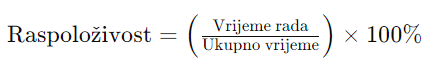 Raspoloživost = (Vrijeme rada / Ukupno vrijeme) × 100%